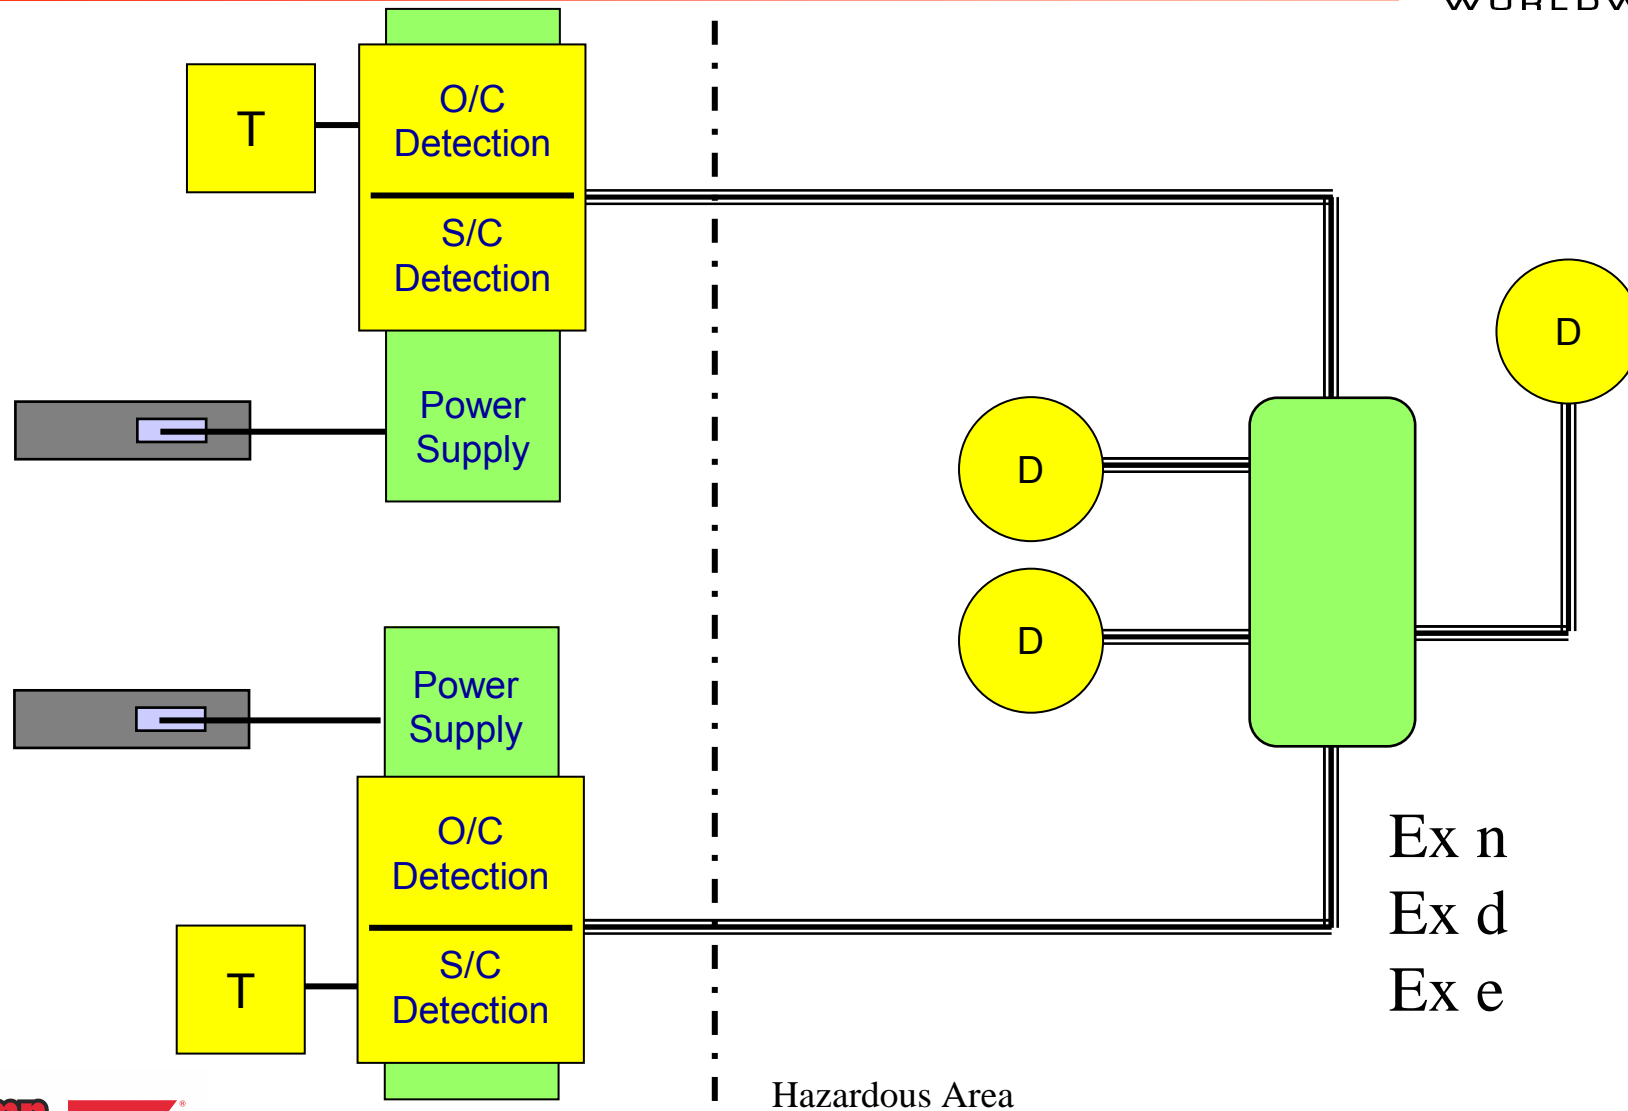 O/C
Detection
T
S/C
Detection
D
Power
Supply
D
D
Power
Supply
O/C
Detection
Ex n
Ex d
S/C
Detection
T
Ex e
Hazardous Area